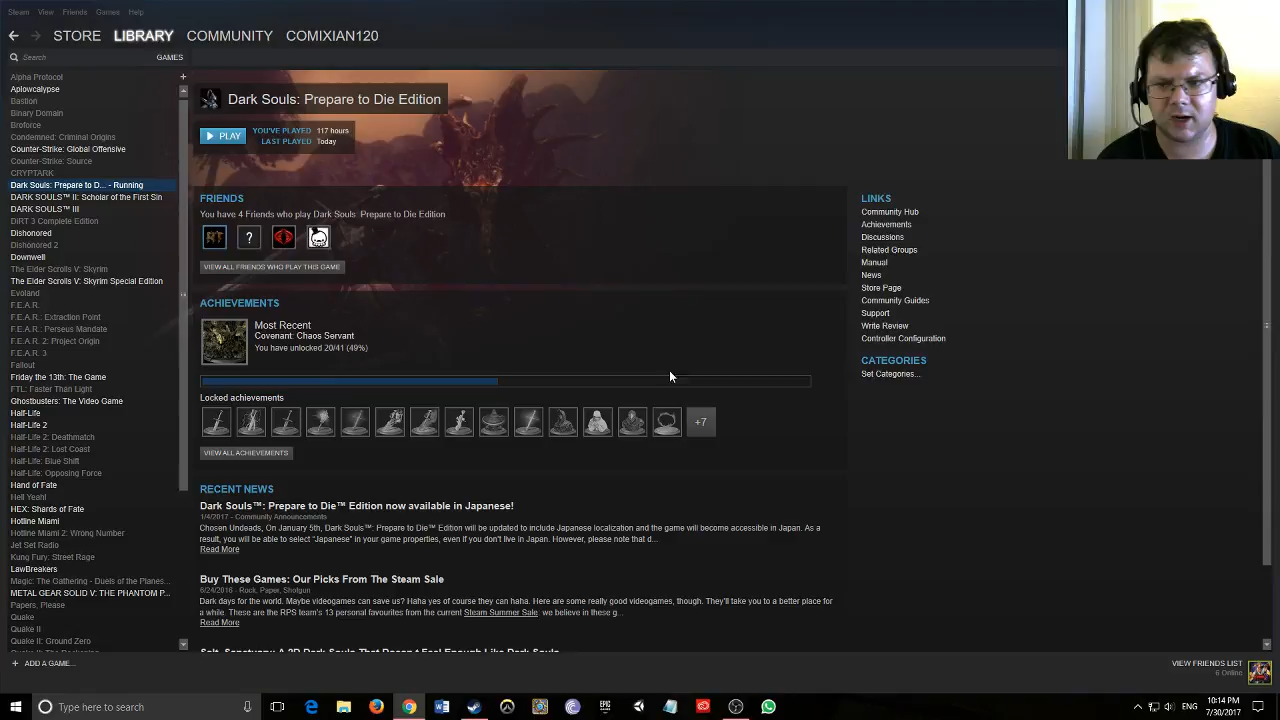 Steam View Friends Games Help
STORE LIBRARY COMMUNITY COMIXIAN120
Search GAMES
Alpha Protocol
Aplowcalypse
Bastion
Binary Domain
Broforce
Condemned: Criminal Origins
Counter-Strike: Global Offensive
Counter-Strike: Source
CRYPTARK
Dark Souls: Prepare to D... - Running
DARK SOULS™ II: Scholar of the First Sin
DARK SOULS™ III
DiRT 3 Complete Edition
Dishonored
Dishonored 2
Downwell
The Elder Scrolls V: Skyrim
The Elder Scrolls V: Skyrim Special Edition
Evoland
F.E.A.R.
F.E.A.R.: Extraction Point
F.E.A.R.: Perseus Mandate
F.E.A.R. 2: Project Origin
F.E.A.R. 3
Fallout
Friday the 13th: The Game
FTL: Faster Than Light
Ghostbusters: The Video Game
Half-Life
Half-Life 2
Half-Life 2: Deathmatch
Half-Life 2: Lost Coast
Half-Life: Blue Shift
Half-Life: Opposing Force
Hand of Fate
Hell Yeah!
HEX: Shards of Fate
Hotline Miami
Hotline Miami 2: Wrong Number
Jet Set Radio
Kung Fury: Street Rage
LawBreakers
Magic: The Gathering - Duels of the Planes...
METAL GEAR SOLID V: THE PHANTOM P...
Papers, Please
Quake
Quake II
Quake II: Ground Zero
ADD A GAME...
Dark Souls: Prepare to Die Edition
PLAY
YOU'VE PLAYED 117 hours
LAST PLAYED Today
FRIENDS
You have 4 Friends who play Dark Souls: Prepare to Die Edition
VIEW ALL FRIENDS WHO PLAY THIS GAME
ACHIEVEMENTS
Most Recent
Covenant: Chaos Servant
You have unlocked 20/41 (49%)
Locked achievements
+7
VIEW ALL ACHIEVEMENTS
RECENT NEWS
Dark Souls™: Prepare to Die™ Edition now available in Japanese!
1/4/2017 - Community Announcements
Chosen Undeads, On January 5th, Dark Souls™: Prepare to Die™ Edition will be updated to include Japanese localization and the game will become accessible in Japan. As a
result, you will be able to select "Japanese" in your game properties, even if you don't live in Japan. However, please note that d...
Read More
Buy These Games: Our Picks From The Steam Sale
6/24/2016 - Rock, Paper, Shotgun
Dark days for the world. Maybe videogames can save us? Haha yes of course they can haha. Here are some really good videogames, though. They'll take you to a better place for
a while. These are the RPS team's 13 personal favourites from the current Steam Summer Sale. we believe in these g...
Read More
LINKS
Community Hub
Achievements
Discussions
Related Groups
Manual
News
Store Page
Community Guides
Support
Write Review
Controller Configuration
CATEGORIES
Set Categories...
VIEW FRIENDS LIST
6 Online
Type here to search
ENG
10:14 PM
7/30/2017